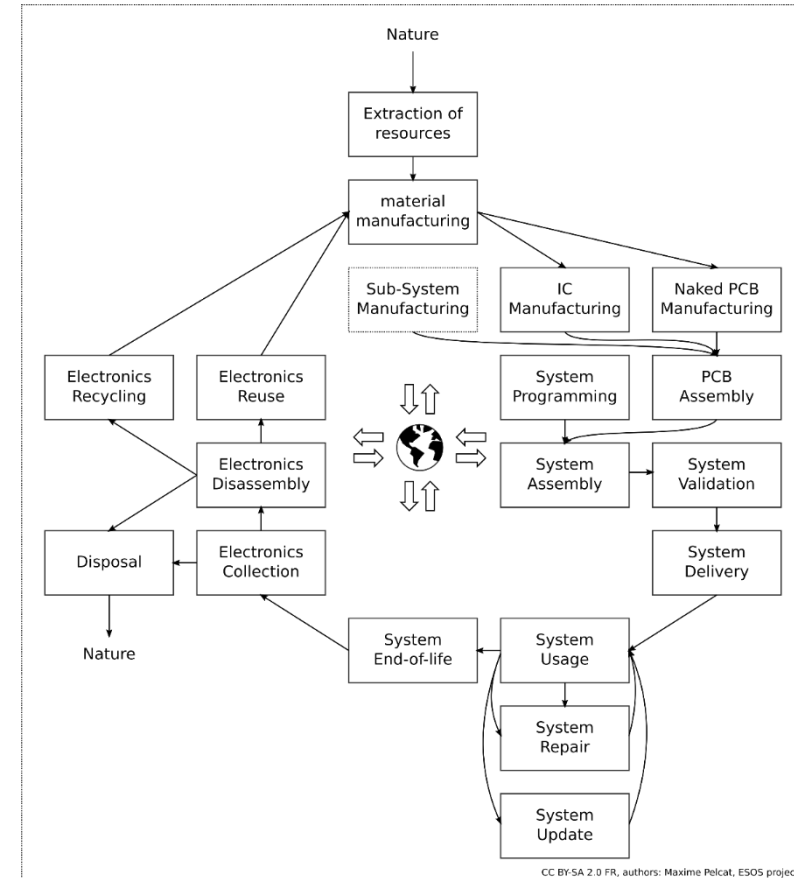 Nature
Extraction of
resources
material
manufacturing
Sub-System
Manufacturing
IC
Manufacturing
Naked PCB
Manufacturing
Electronics
Recycling
Electronics
Reuse
System
Programming
PCB
Assembly
Electronics
Disassembly
System
Assembly
System
Validation
Disposal
Electronics
Collection
System
Delivery
Nature
System
End-of-life
System
Usage
System
Repair
System
Update
CC BY-SA 2.0 FR, authors: Maxime Pelcat, ESOS projec